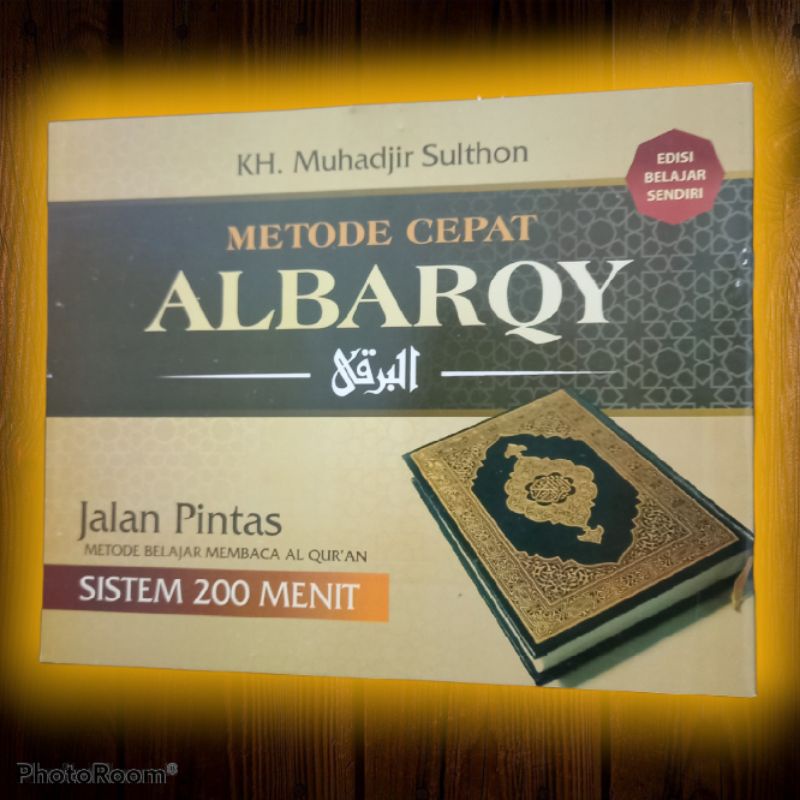 KH. Muhadjir Sulthon
EDISI
BELAJAR
SENDIRI
METODE CEPAT
ALBARQY
البرقى
Jalan Pintas
METODE BELAJAR MEMBACA AL QUR'AN
SISTEM 200 MENIT
PhotoRoom®